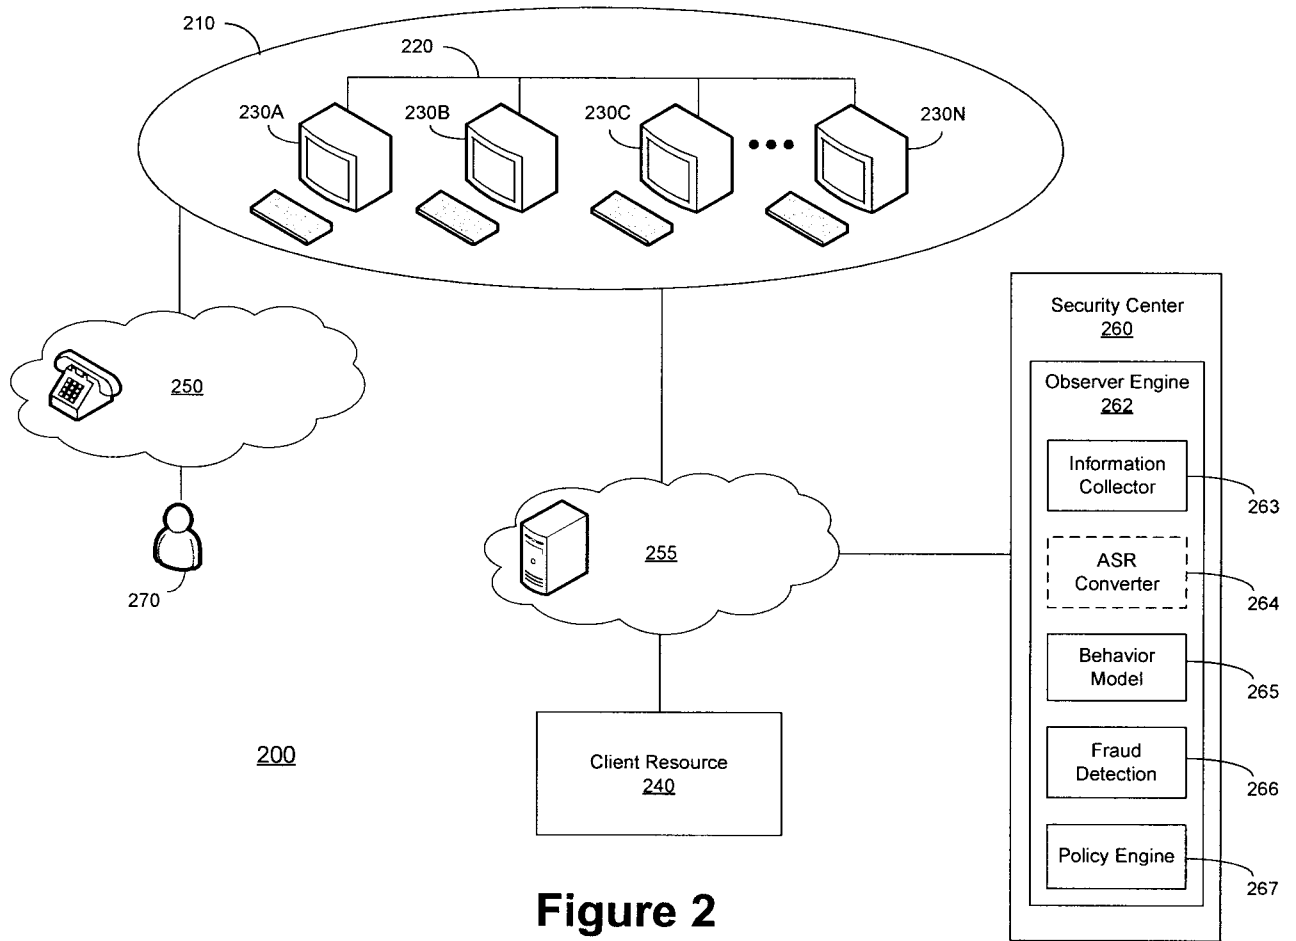 210
220
230A
230B
230C
230N
Security Center
260
Observer Engine
262
250
Information
Collector
263
255
ASR
Converter
264
270
Behavior
Model
265
200
Client Resource
240
Fraud
Detection
266
Policy Engine
267
Figure 2